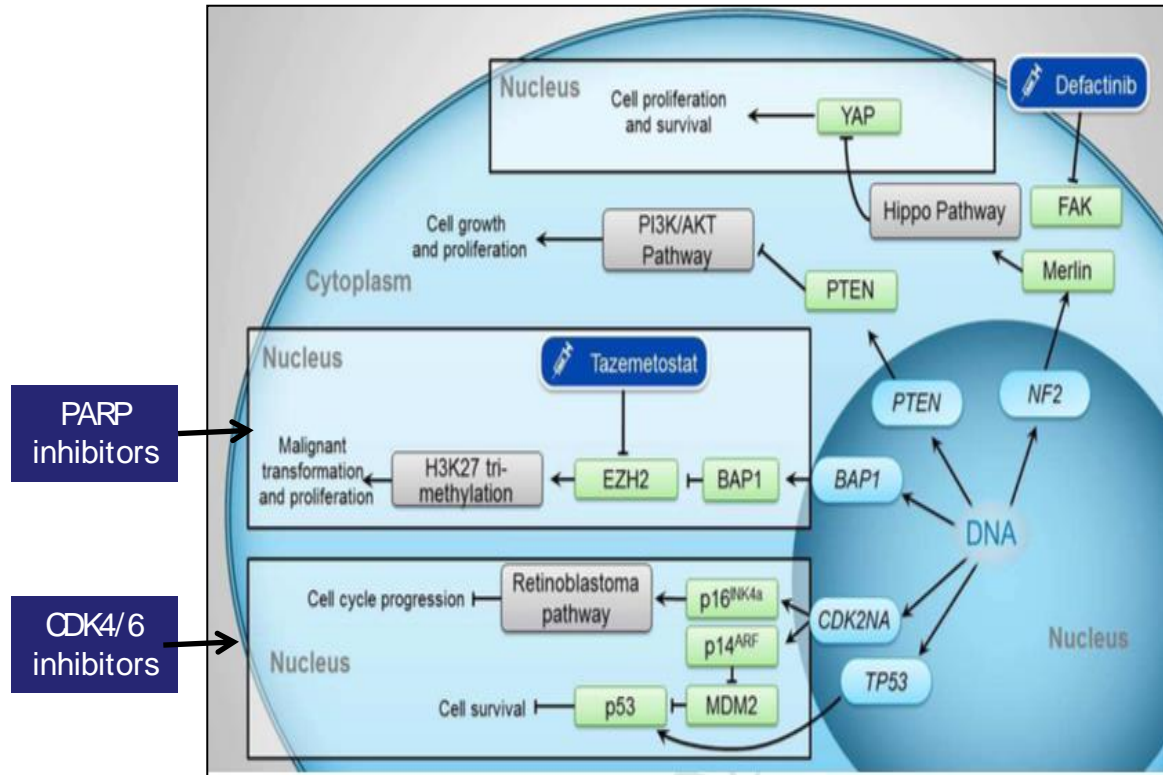 Nucleus
Defactinib
Cell proliferation
and survival
YAP
Hippo Pathway
FAK
Cell growth
and proliferation
PI3K/AKT
Pathway
Merlin
Cytoplasm
PTEN
Nucleus
Tazemetostat
PARP
inhibitors
PTEN
NF2
Malignant
transformation
and proliferation
H3K27 tri-
methylation
EZH2
BAP1
BAP1
DNA
CDK4/6
inhibitors
Cell cycle progression
Retinoblastoma
pathway
p16INK4a
CDK2NA
p14ARF
Nucleus
Nucleus
TP53
Cell survival
p53
MDM2